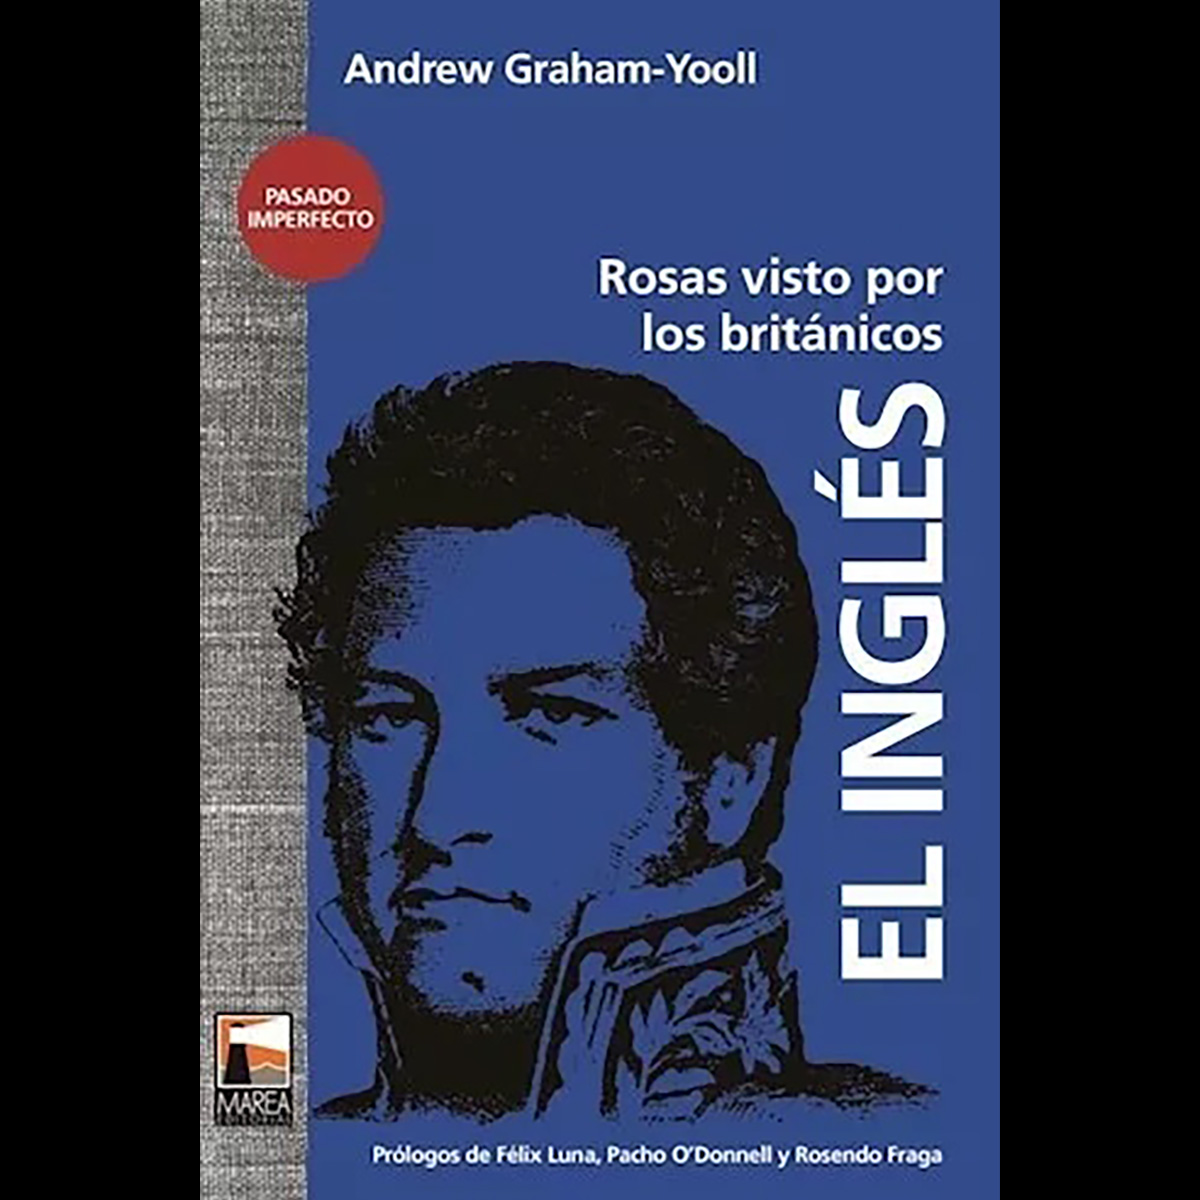 Andrew Graham-Yooll
PASADO
IMPERFECTO
Rosas visto por
los británicos
EL INGLÉS
MAREA
EDITORIAL
Prólogos de Félix Luna, Pacho O'Donnell y Rosendo Fraga